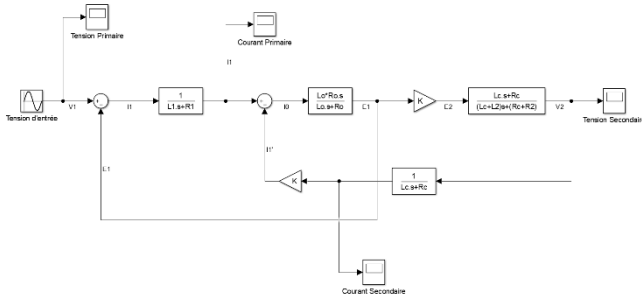 Tension Primaire
Courant Primaire
I1
Tension d'entrée
V1
I1
1
L1.s+R1
I0
Lo*Ro.s
Lo.s+Ro
E1
K
E2
Lc.s+Rc
(Lc+L2)s+(Rc+R2)
V2
Tension Secondaire
I1'
E1
K
1
Lc.s+Rc
Courant Secondaire